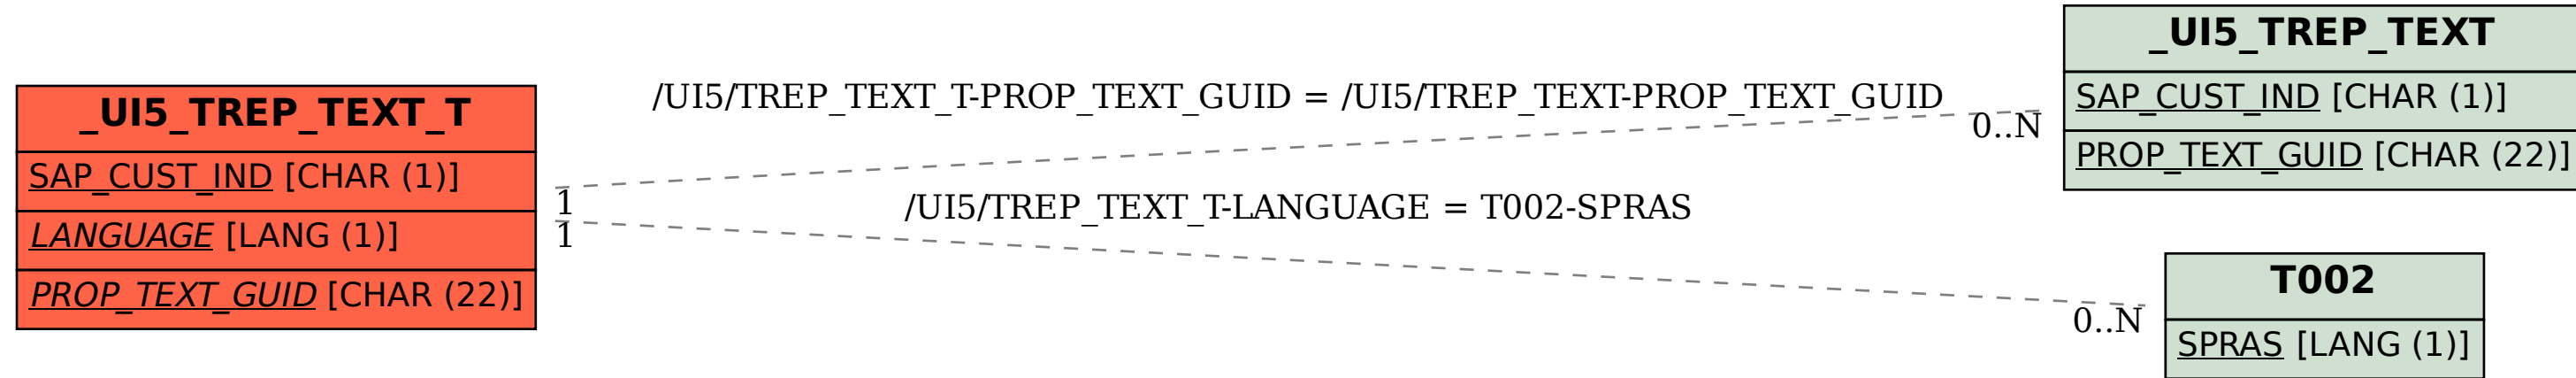 _UI5_TREP_TEXT_T
SAP_CUST_IND [CHAR (1)]
LANGUAGE [LANG (1)]
PROP_TEXT_GUID [CHAR (22)]
/UI5/TREP_TEXT_T-PROP_TEXT_GUID = /UI5/TREP_TEXT-PROP_TEXT_GUID
0..N
1
/UI5/TREP_TEXT_T-LANGUAGE = T002-SPRAS
1
0..N
_UI5_TREP_TEXT
SAP_CUST_IND [CHAR (1)]
PROP_TEXT_GUID [CHAR (22)]
T002
SPRAS [LANG (1)]